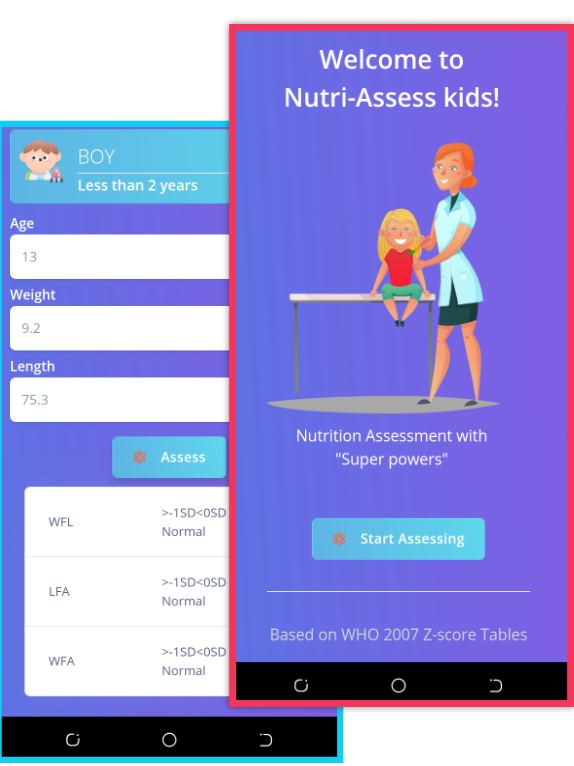 Welcome to
Nutri-Assess kids!
Nutrition Assessment with
"Super powers"
Start Assessing
Based on WHO 2007 Z-score Tables
BOY
Less than 2 years
Age
13
Weight
9.2
Length
75.3
Assess
WFL
>-1SD<0SD
Normal
LFA
>-1SD<0SD
Normal
WFA
>-1SD<0SD
Normal